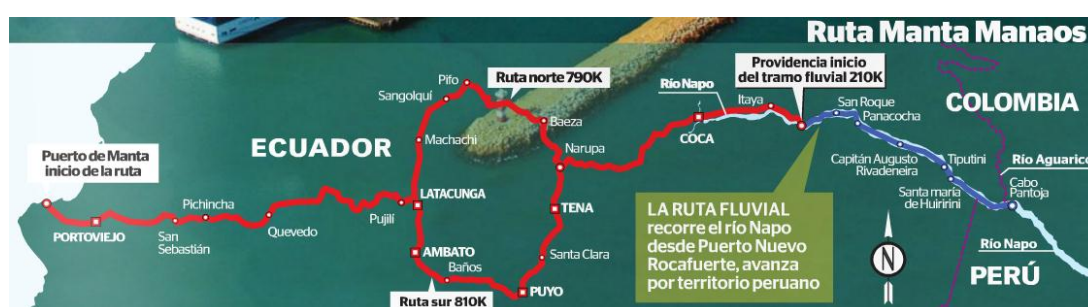 Ruta Manta Manaos
Providencia inicio
del tramo fluvial 210K
Pifo
Ruta norte 790K
Sangolquí
Río Napo
Itaya
San Roque
Panacocha
COLOMBIA
Baeza
Machachi
COCA
ECUADOR
Puerto de Manta
inicio de la ruta
Narupa
Capitán Augusto
Rivadeneira
Tiputini
Río Aguarico
Cabo
Pantoja
Santa maría
de Huiririni
LATACUNGA
Pichincha
Pujilí
TENA
LA RUTA FLUVIAL
recorre el río Napo
desde Puerto Nuevo
Rocafuerte, avanza
por territorio peruano
PORTOVIEJO
San
Sebastián
Quevedo
AMBATO
Baños
Santa Clara
N
Río Napo
PERÚ
PUYO
Ruta sur 810K